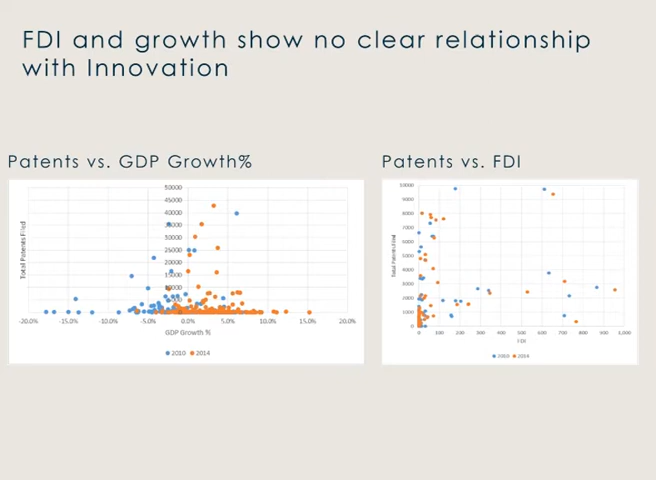 FDI and growth show no clear relationship
with Innovation
Patents vs. GDP Growth%
50000
45000
40000
35000
30000
25000
20000
15000
10000
5000
0
Total Patents Filed
-20.0% -15.0% -10.0% -5.0% 0.0% 5.0% 10.0% 15.0% 20.0%
GDP Growth %
2010 2014
Patents vs. FDI
10000
9000
8000
7000
6000
5000
4000
3000
2000
1000
0
Total Patents Filed
0 100 200 300 400 500 600 700 800 900 1,000
FDI
2010 2014